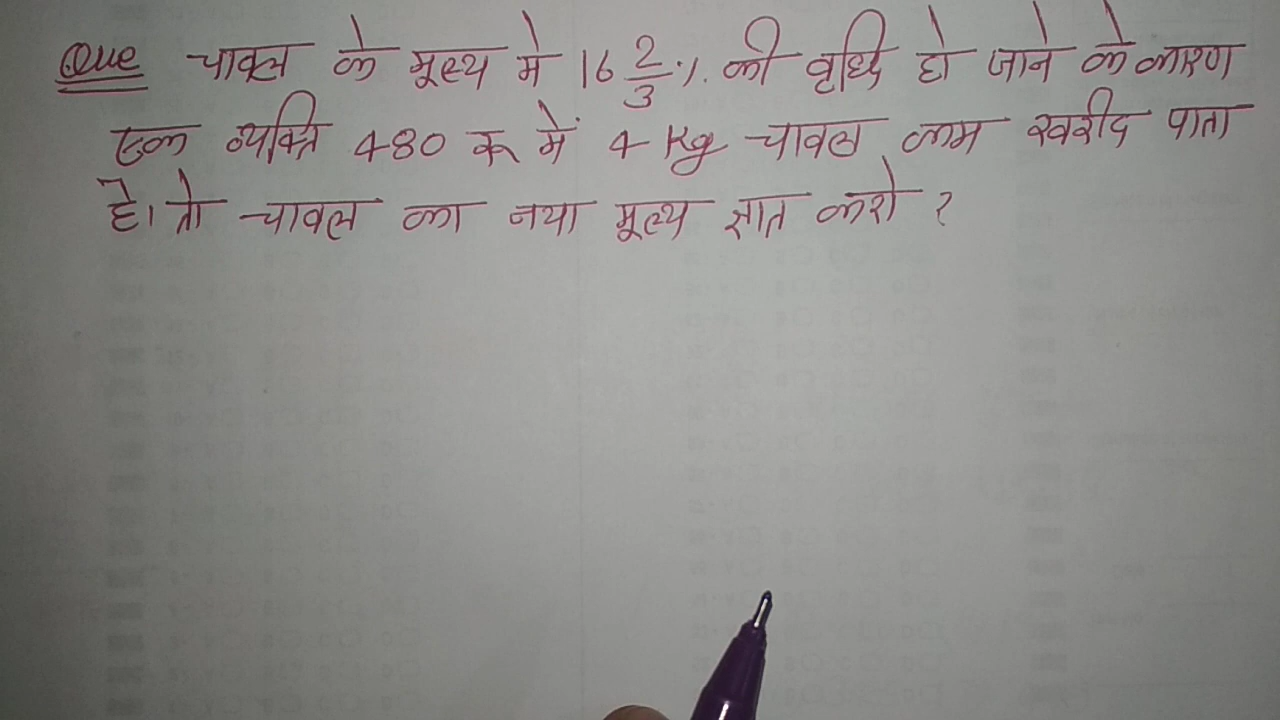 Que चावल के मूल्य मे 16 2/3 %. की वृध्दि हो जाने के कारण
एक व्यक्ति 480 रू में 4 Kg चावल कम खरीद पाता
है। तो चावल का नया मूल्य ज्ञात करो ?